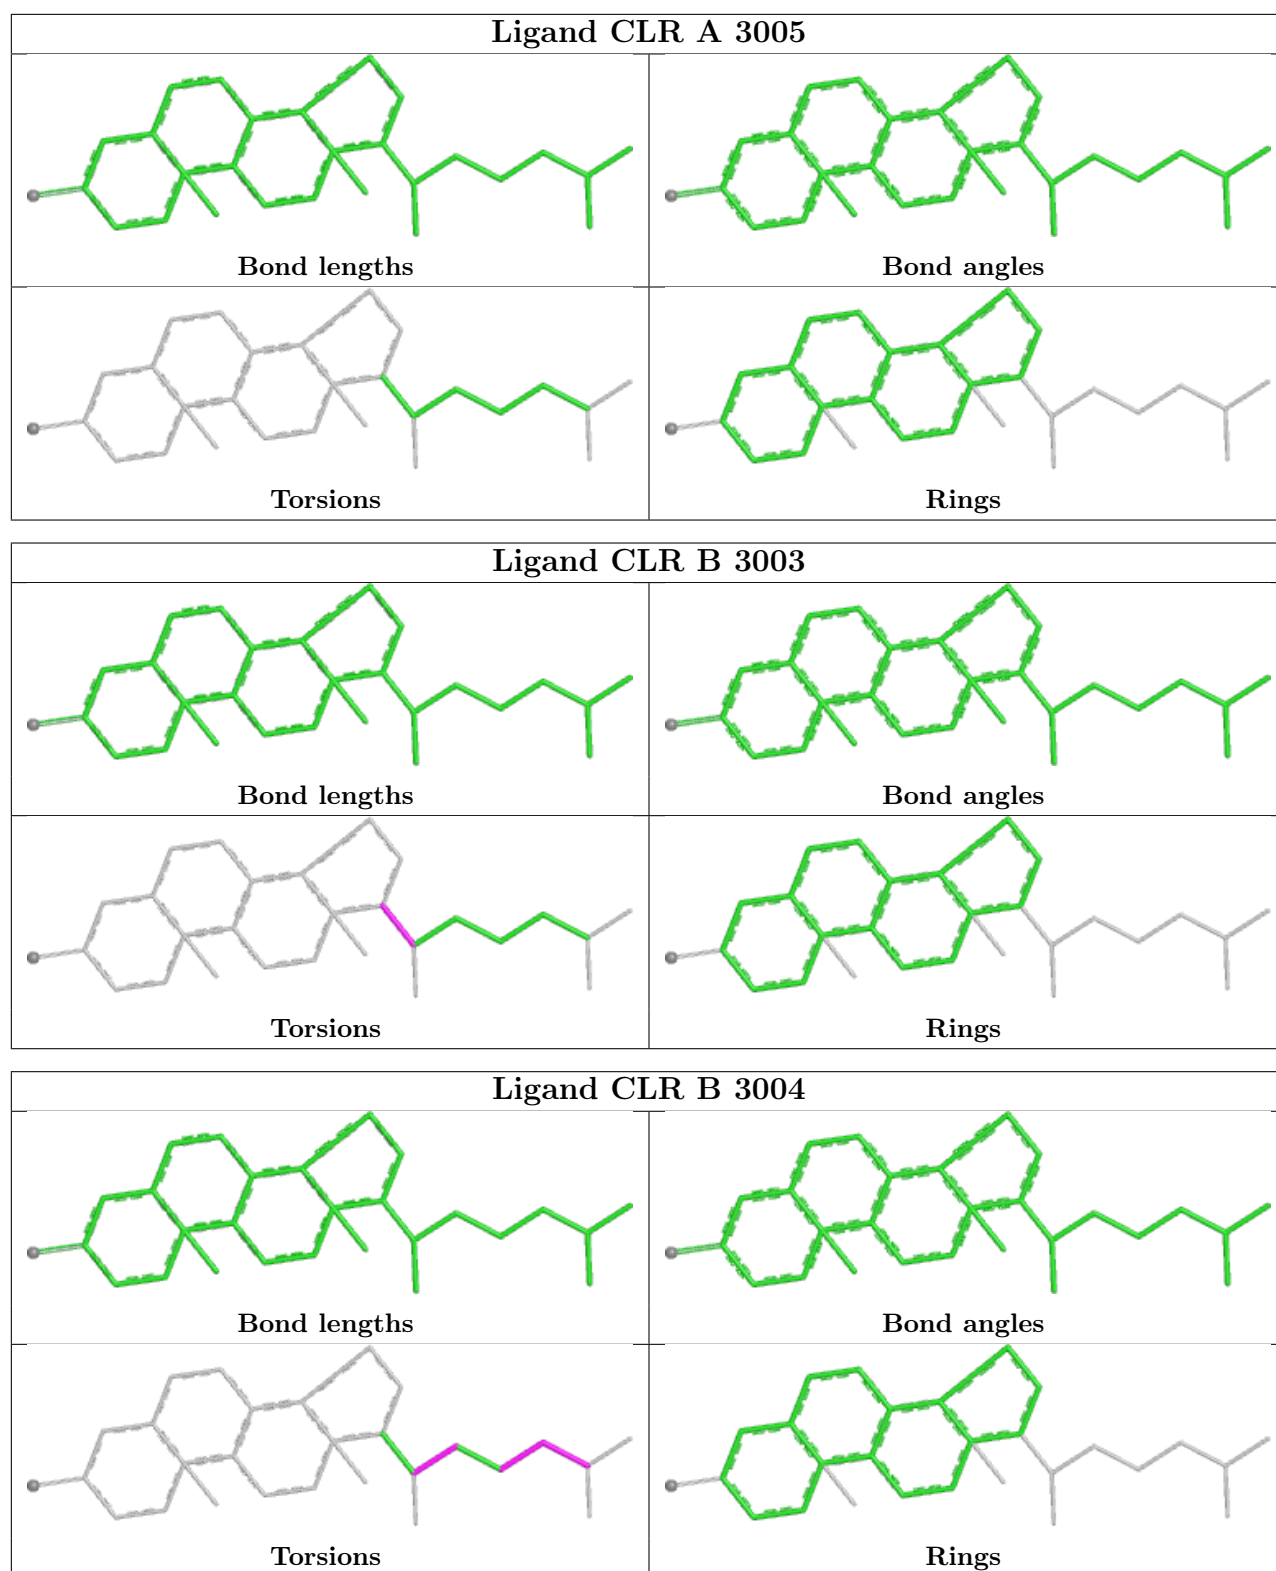 Ligand CLR A 3005
Bond lengths
Bond angles
Torsions
Rings
Ligand CLR B 3003
Bond lengths
Bond angles
Torsions
Rings
Ligand CLR B 3004
Bond lengths
Bond angles
Torsions
Rings